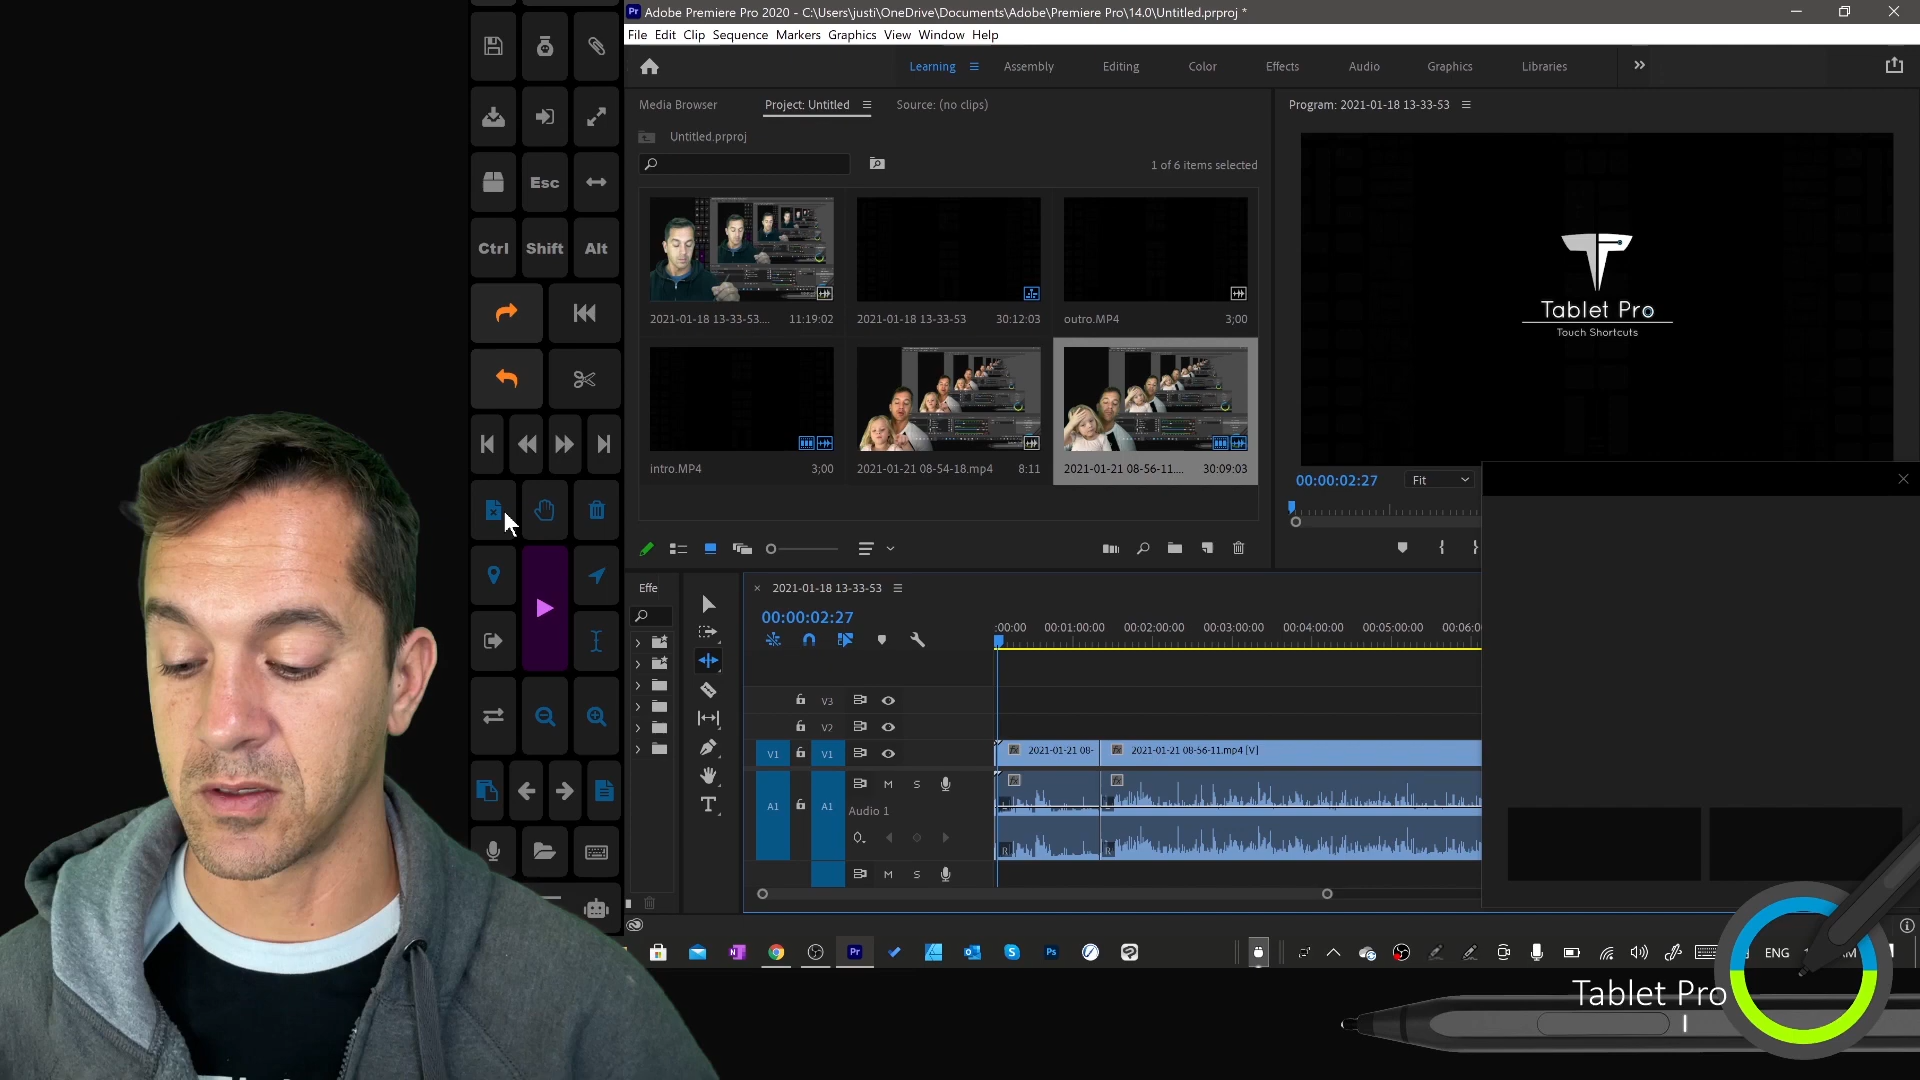 Adobe Premiere Pro 2020 - C:\Users\justi\OneDrive\Documents\Adobe\Premiere Pro\14.0\Untitled.prproj *
File Edit Clip Sequence Markers Graphics View Window Help
Learning Assembly Editing Color Effects Audio Graphics Libraries
Media Browser Project: Untitled Source: (no clips)
Program: 2021-01-18 13-33-53
Untitled.prproj
1 of 6 items selected
Esc
Ctrl Shift Alt
2021-01-18 13-33-53.... 11:19:02
2021-01-18 13-33-53 30:12:03
outro.MP4 3;00
intro.MP4 3;00
2021-01-21 08-54-18.mp4 8:11
2021-01-21 08-56-11.... 30:09:03
Tablet Pro
Touch Shortcuts
00:00:02:27 Fit
Effe
2021-01-18 13-33-53
00:00:02:27
:00:00 00:01:00:00 00:02:00:00 00:03:00:00 00:04:00:00 00:05:00:00 00:06:0
V3
V2
V1 V1
2021-01-21 08- 2021-01-21 08-56-11.mp4 [V]
A1 A1 M S
Audio 1
R R
M S
T
Pr
Ps
ENG AM
Tablet Pro